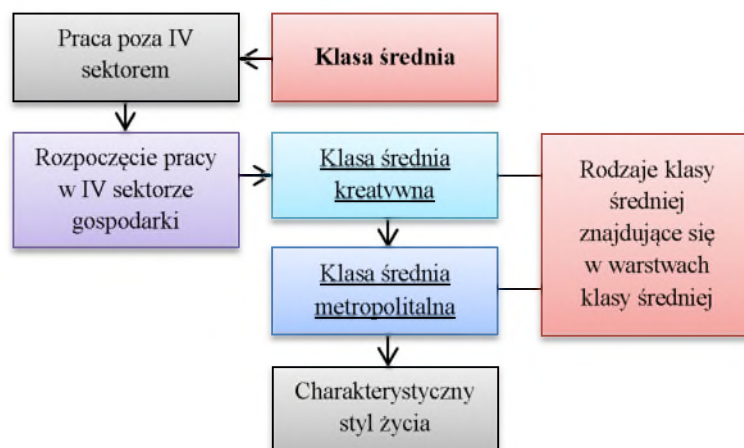 Praca poza IV
sektorem
Klasa średnia
Rozpoczęcie pracy
w IV sektorze
gospodarki
Klasa średnia
kreatywna
Rodzaje klasy
średniej
znajdujące się
w warstwach
klasy średniej
Klasa średnia
metropolitalna
Charakterystyczny
styl życia